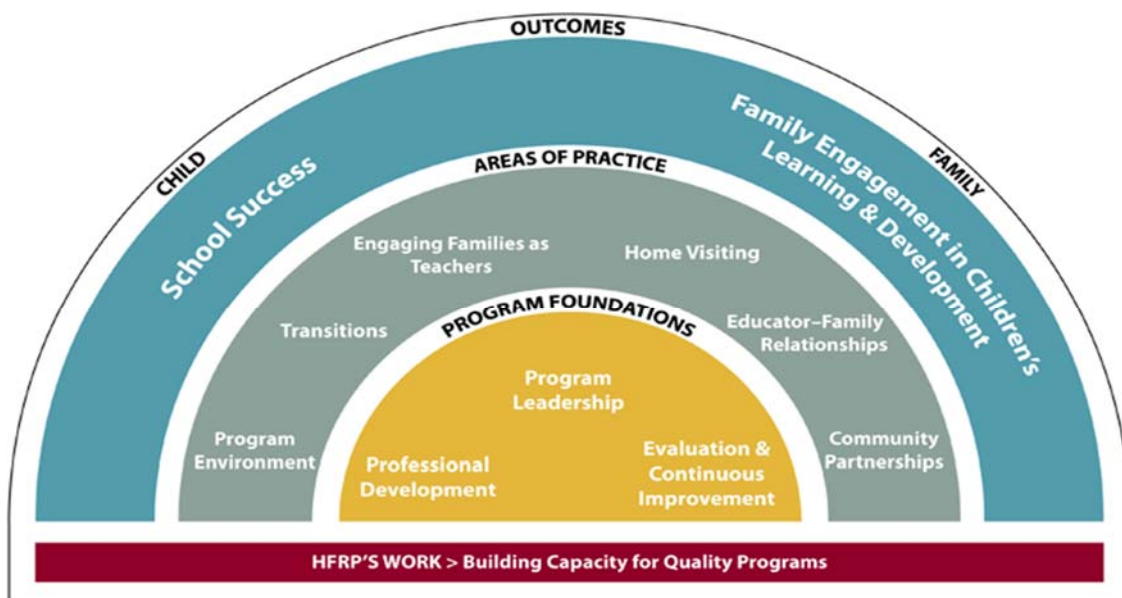 OUTCOMES
CHILD
FAMILY
School Success
Family Engagement in Children's
Learning & Development
AREAS OF PRACTICE
Engaging Families as
Teachers
Home Visiting
Transitions
Educator–Family
Relationships
Program
Environment
Community
Partnerships
PROGRAM FOUNDATIONS
Program
Leadership
Professional
Development
Evaluation &
Continuous
Improvement
HFRP'S WORK > Building Capacity for Quality Programs